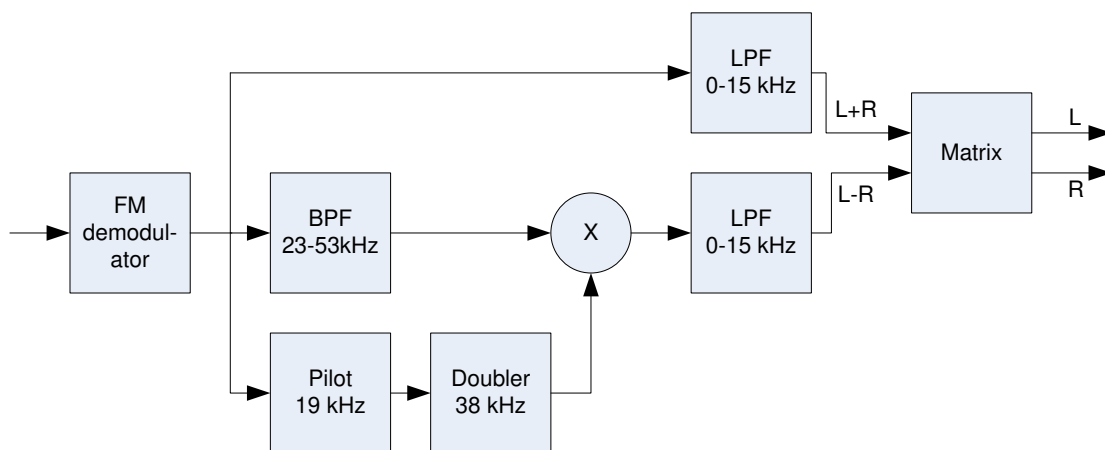 LPF
0-15 kHz
L+R
L
Matrix
R
FM
demodul-
ator
BPF
23-53kHz
X
LPF
0-15 kHz
L-R
Pilot
19 kHz
Doubler
38 kHz